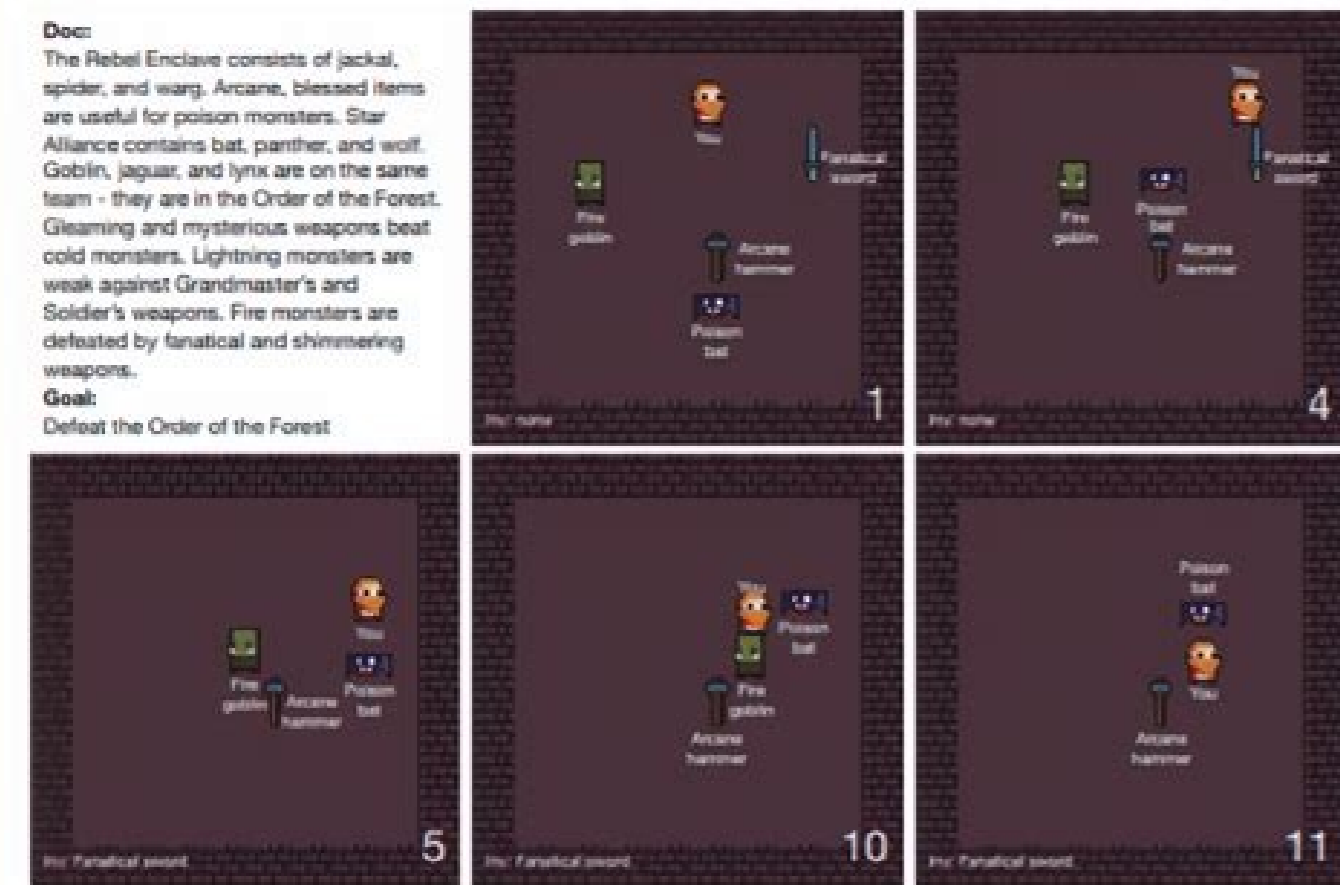 Doc:
The Rebel Enclave consists of jackal,
spider, and warg. Arcane, blessed items
are useful for poison monsters. Star
Alliance contains bat, panther, and wolf.
Goblin, jaguar, and lynx are on the same
team - they are in the Order of the Forest.
Gleaming and mysterious weapons beat
cold monsters. Lightning monsters are
weak against Grandmaster's and
Soldier's weapons. Fire monsters are
defeated by fanatical and shimmering
weapons.
Goal:
Defeat the Order of the Forest
You
Fanatical
sword
Fire
goblin
Arcane
hammer
Poison
bat
Inv: none
1
You
Fanatical
sword
Fire
goblin
Poison
bat
Arcane
hammer
Inv: none
4
You
Fire
goblin
Arcane
hammer
Poison
bat
Inv: Fanatical sword
5
You
Poison
bat
Fire
goblin
Arcane
hammer
Inv: Fanatical sword
10
Poison
bat
You
Arcane
hammer
Inv: Fanatical sword
11